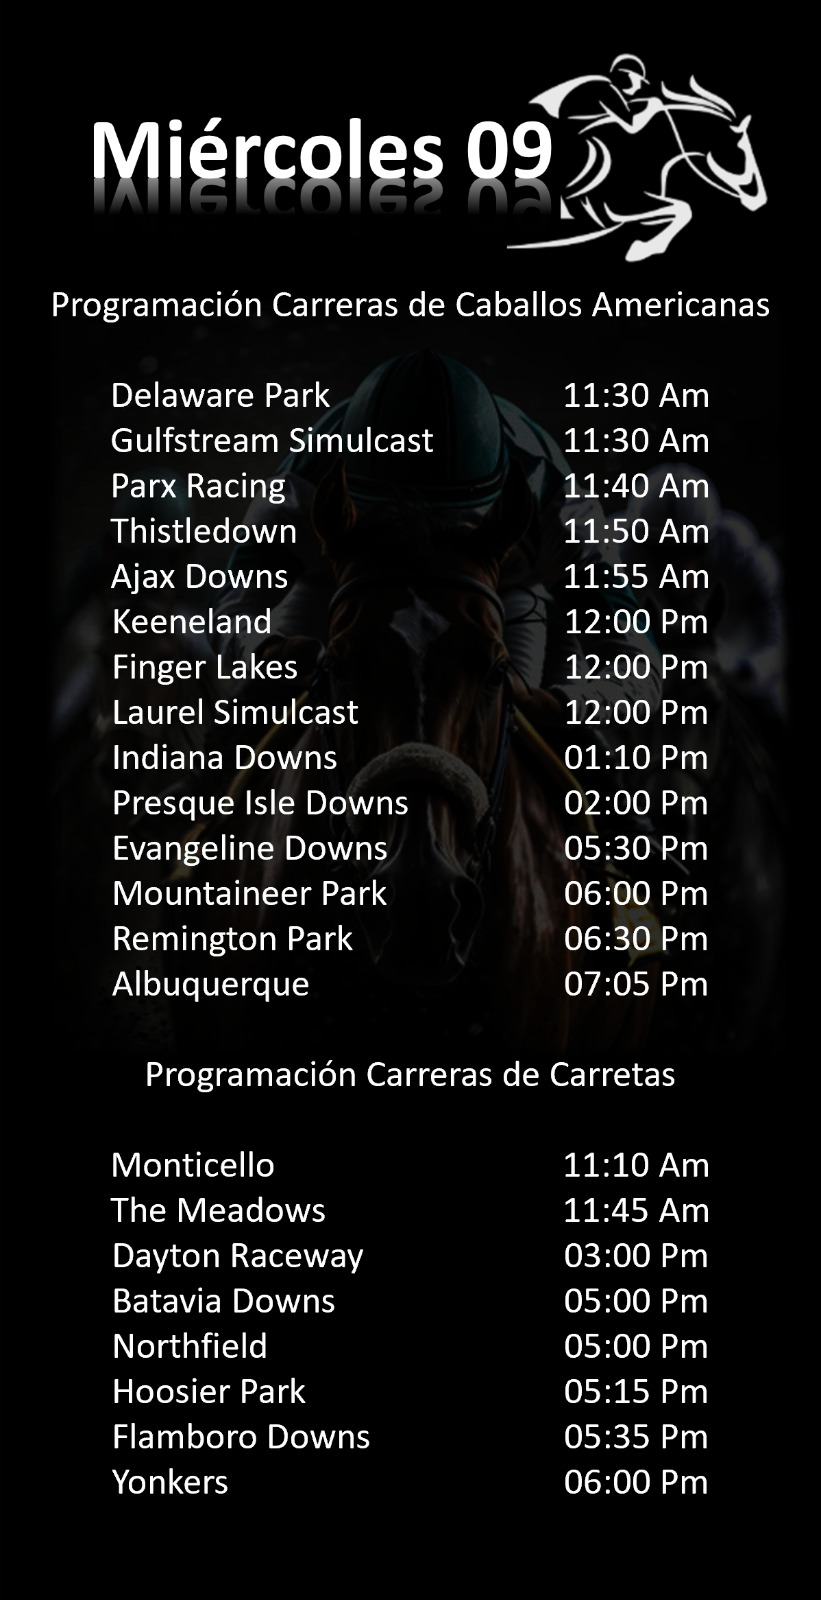 Miércoles 09
Programación Carreras de Caballos Americanas
Delaware Park 11:30 Am
Gulfstream Simulcast 11:30 Am
Parx Racing 11:40 Am
Thistledown 11:50 Am
Ajax Downs 11:55 Am
Keeneland 12:00 Pm
Finger Lakes 12:00 Pm
Laurel Simulcast 12:00 Pm
Indiana Downs 01:10 Pm
Presque Isle Downs 02:00 Pm
Evangeline Downs 05:30 Pm
Mountaineer Park 06:00 Pm
Remington Park 06:30 Pm
Albuquerque 07:05 Pm
Programación Carreras de Carretas
Monticello 11:10 Am
The Meadows 11:45 Am
Dayton Raceway 03:00 Pm
Batavia Downs 05:00 Pm
Northfield 05:00 Pm
Hoosier Park 05:15 Pm
Flamboro Downs 05:35 Pm
Yonkers 06:00 Pm